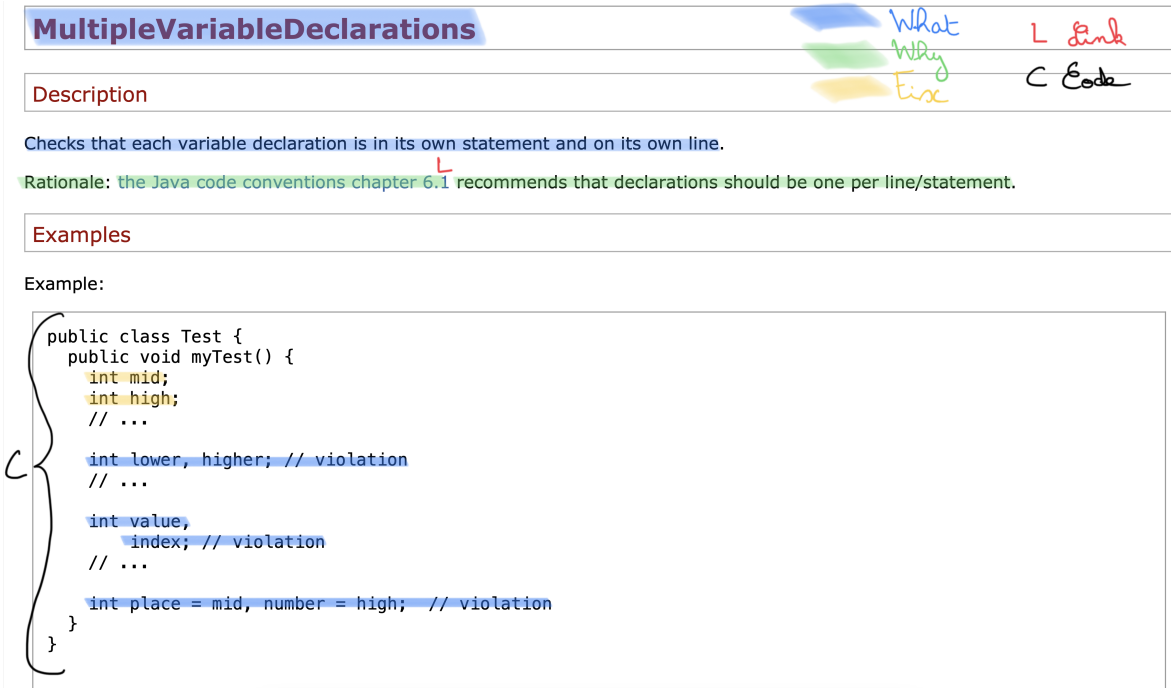 MultipleVariableDeclarations
What
Why
Fix
L Link
C Code
Description
Checks that each variable declaration is in its own statement and on its own line.
L
Rationale: the Java code conventions chapter 6.1 recommends that declarations should be one per line/statement.
Examples
Example:
C
public class Test {
  public void myTest() {
    int mid;
    int high;
    // ...
    int lower, higher; // violation
    // ...
    int value,
        index; // violation
    // ...
    int place = mid, number = high;  // violation
  }
}